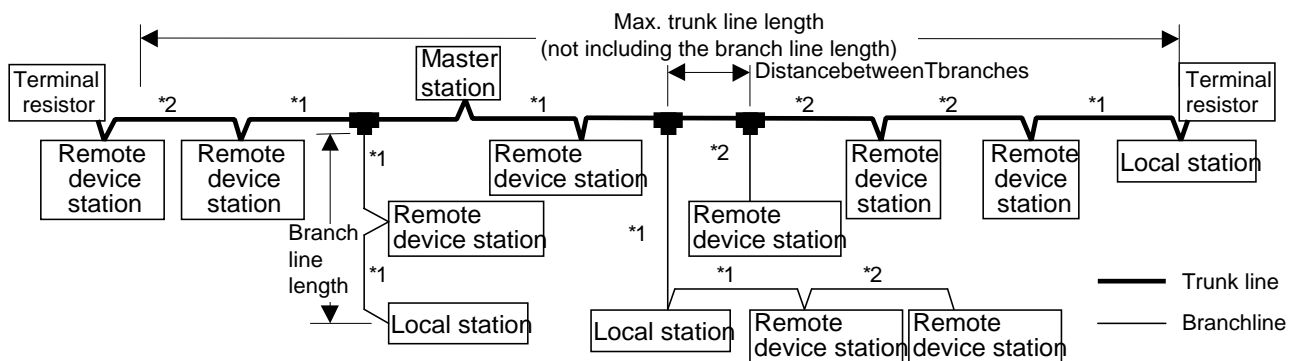 Max. trunk line length
(not including the branch line length)
Terminal
resistor
Master
station
DistancebetweenTbranches
Terminal
resistor
*2
*1
*1
*2
*2
*1
Remote
device
station
Remote
device
station
Remote
device station
Remote
device
station
Remote
device
station
Local station
*1
*2
Branch
line
length
Remote
device station
*1
Remote
device station
*1
*1
*2
Local station
Local station
Remote
device station
Remote
device station
Trunk line
Branchline